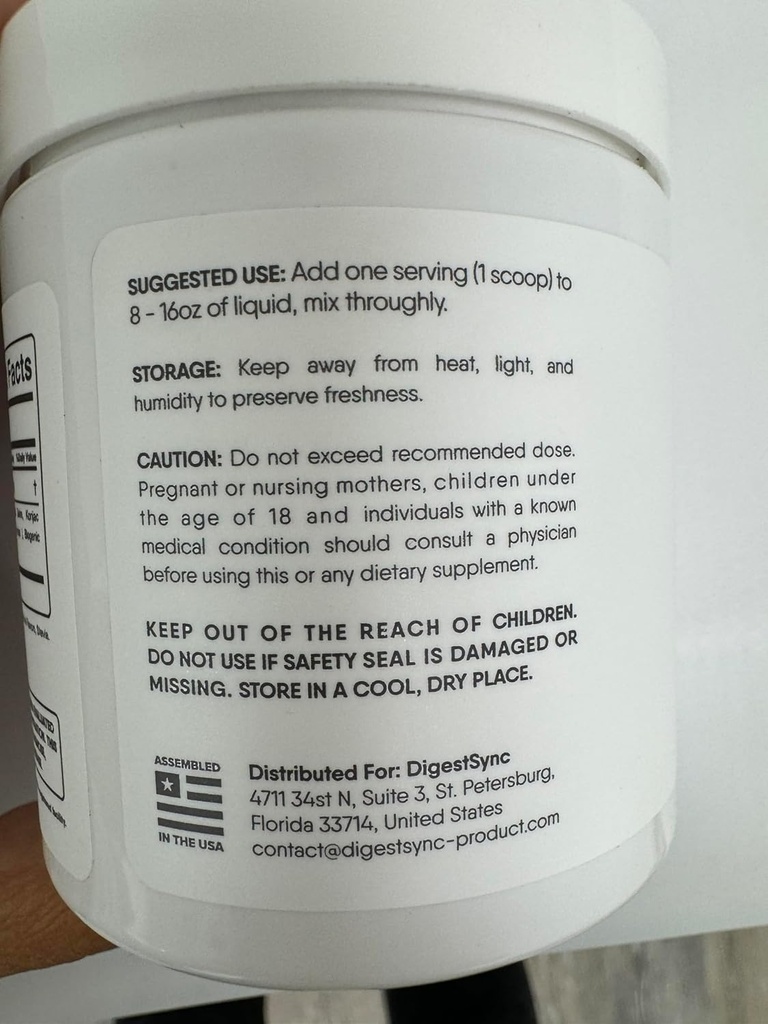 SUGGESTED USE: Add one serving (1 scoop) to
8 - 16oz of liquid, mix throughly.
STORAGE: Keep away from heat, light, and
humidity to preserve freshness.
CAUTION: Do not exceed recommended dose.
Pregnant or nursing mothers, children under
the age of 18 and individuals with a known
medical condition should consult a physician
before using this or any dietary supplement.
KEEP OUT OF THE REACH OF CHILDREN.
DO NOT USE IF SAFETY SEAL IS DAMAGED OR
MISSING. STORE IN A COOL, DRY PLACE.
ASSEMBLED
IN THE USA
Distributed For: DigestSync
4711 34st N, Suite 3, St. Petersburg,
Florida 33714, United States
contact@digestsync-product.com
Facts
Value
†
Konjac
Biogenic